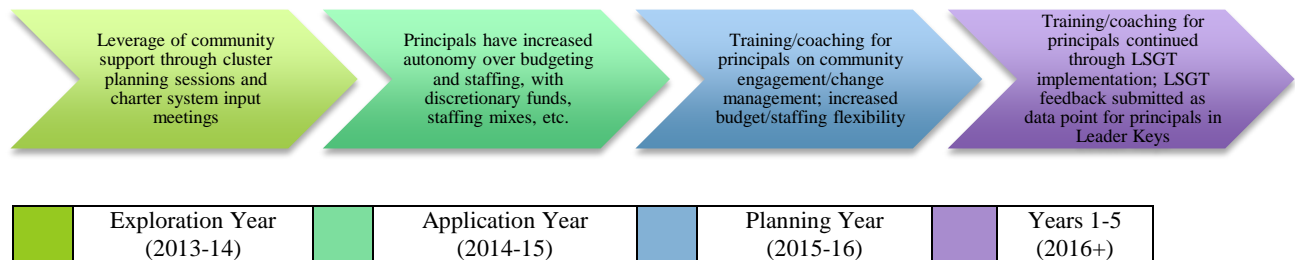 Leverage of community
support through cluster
planning sessions and
charter system input
meetings
Principals have increased
autonomy over budgeting
and staffing, with
discretionary funds,
staffing mixes, etc.
Training/coaching for
principals on community
engagement/change
management; increased
budget/staffing flexibility
Training/coaching for
principals continued
through LSGT
implementation; LSGT
feedback submitted as
data point for principals in
Leader Keys
Exploration Year
(2013-14)
Application Year
(2014-15)
Planning Year
(2015-16)
Years 1-5
(2016+)